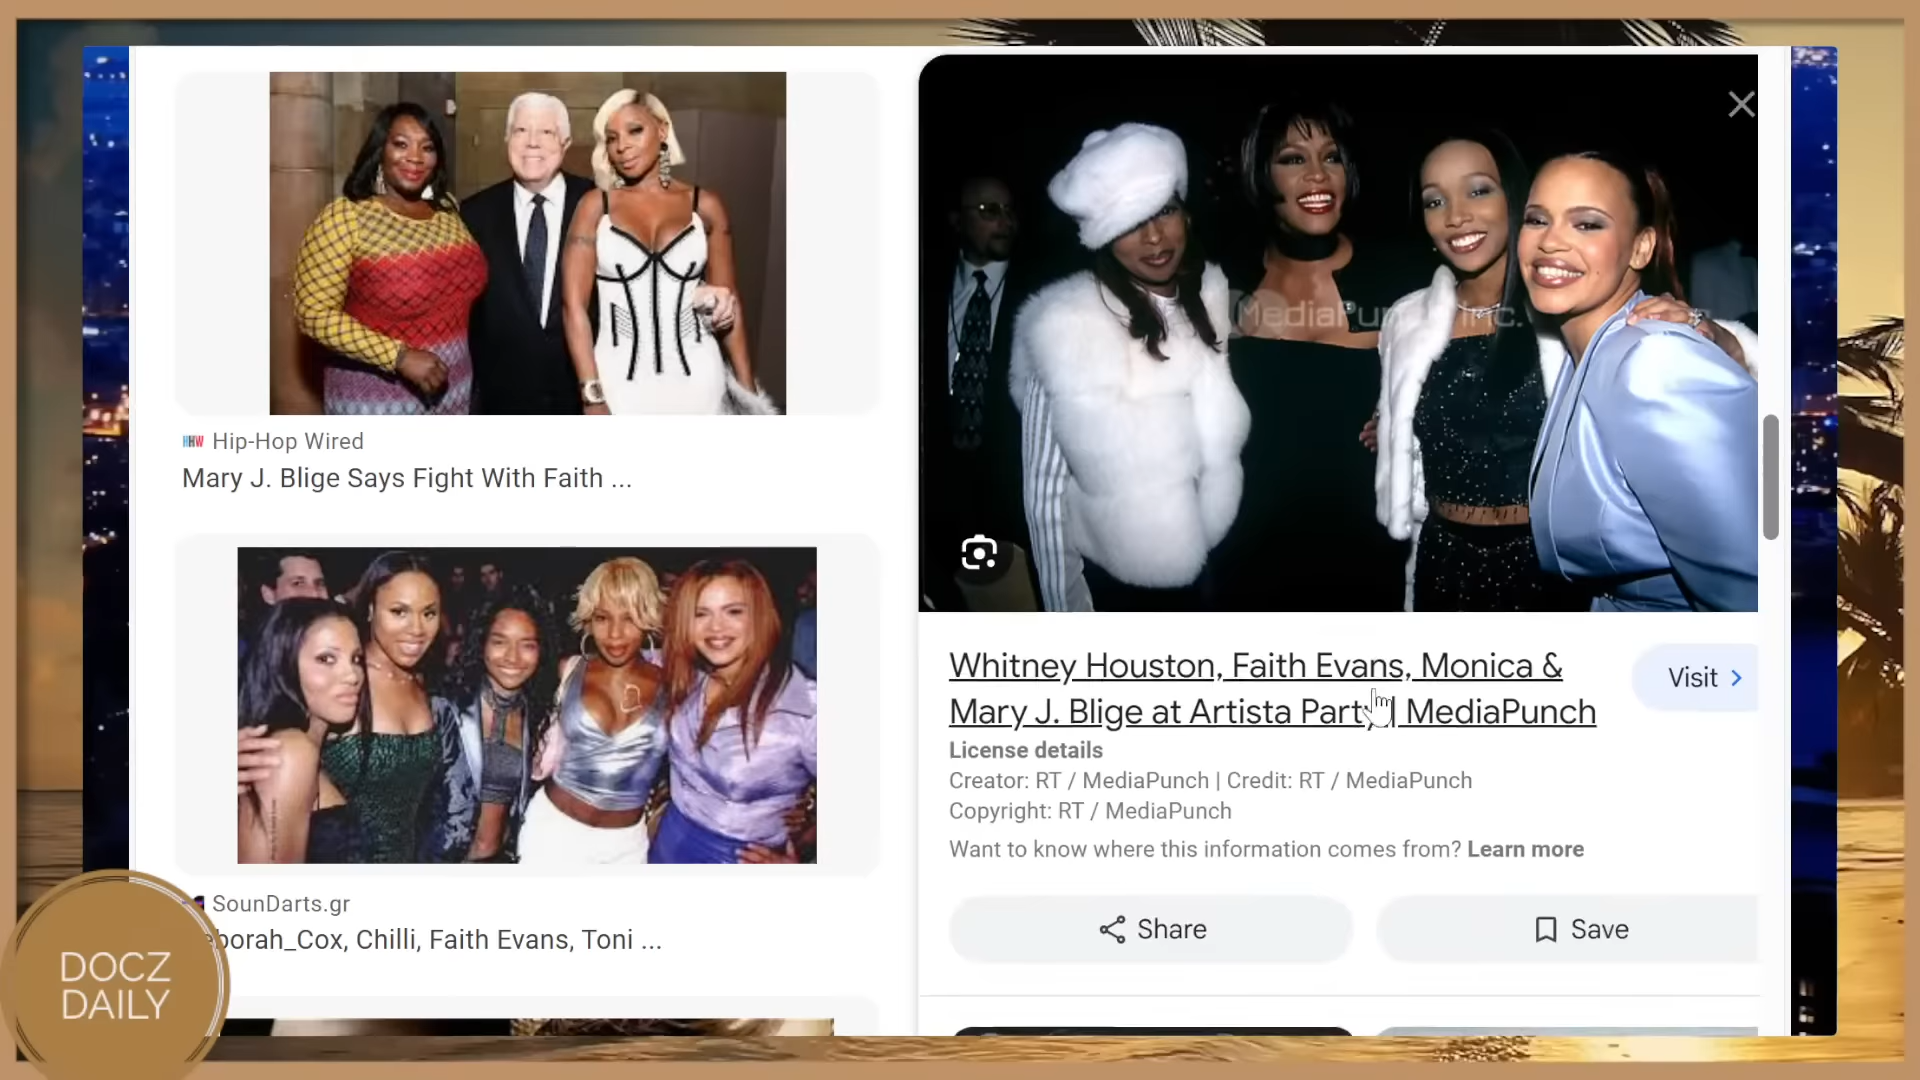 Hip-Hop Wired
Mary J. Blige Says Fight With Faith ...
SounDarts.gr
borah_Cox, Chilli, Faith Evans, Toni ...
MediaPun Inc.
Whitney Houston, Faith Evans, Monica &
Mary J. Blige at Artista Party | MediaPunch
Visit
License details
Creator: RT / MediaPunch | Credit: RT / MediaPunch
Copyright: RT / MediaPunch
Want to know where this information comes from? Learn more
Share
Save
DOCZ
DAILY